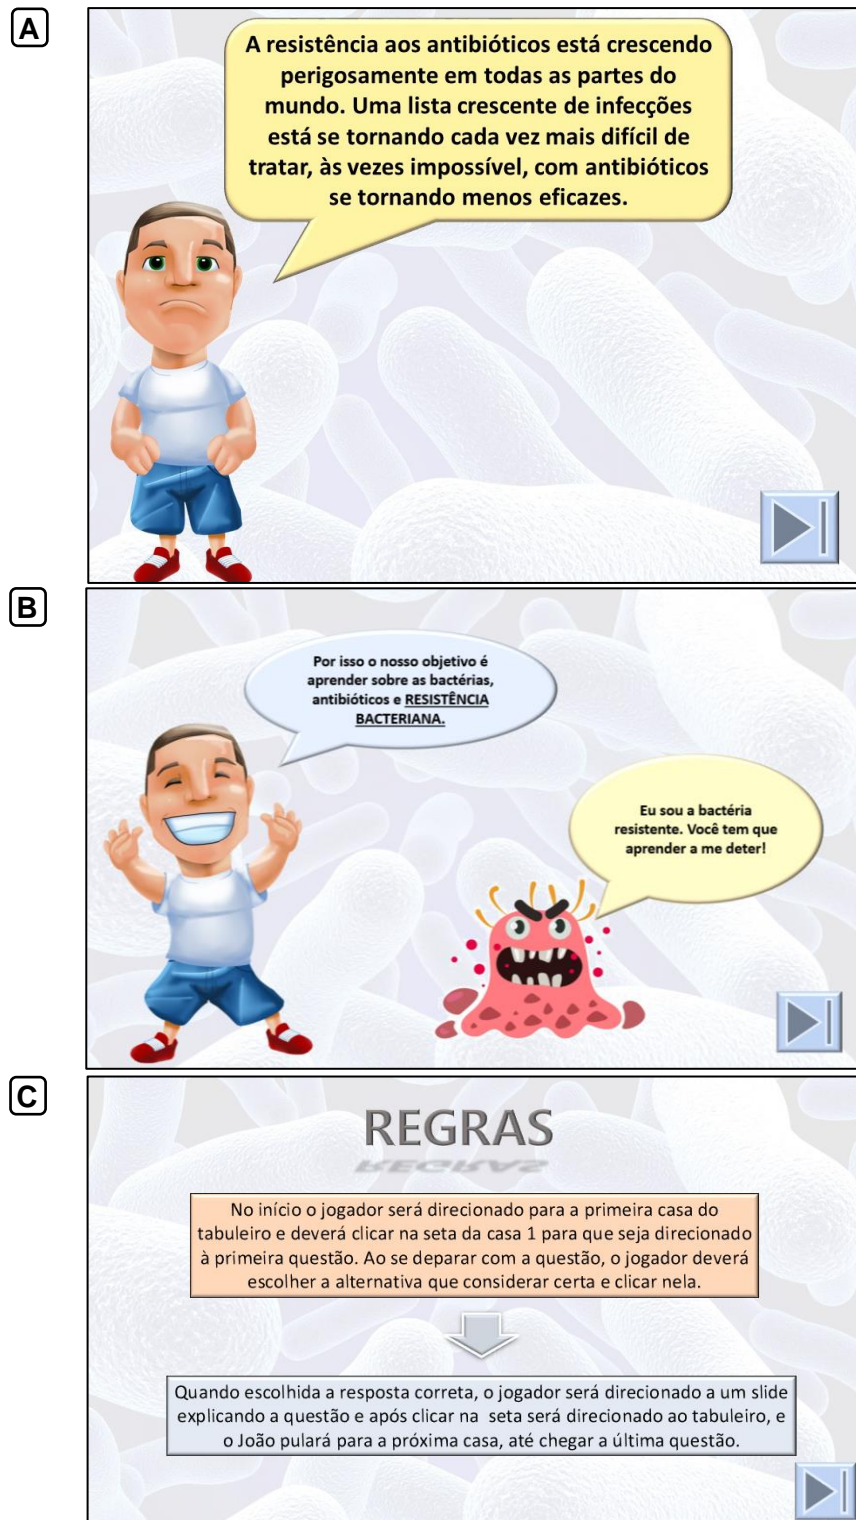 A
A resistência aos antibióticos está crescendo
perigosamente em todas as partes do
mundo. Uma lista crescente de infecções
está se tornando cada vez mais difícil de
tratar, às vezes impossível, com antibióticos
se tornando menos eficazes.
B
Por isso o nosso objetivo é
aprender sobre as bactérias,
antibióticos e RESISTÊNCIA
BACTERIANA.
Eu sou a bactéria
resistente. Você tem que
aprender a me deter!
C
REGRAS
No início o jogador será direcionado para a primeira casa do
tabuleiro e deverá clicar na seta da casa 1 para que seja direcionado
à primeira questão. Ao se deparar com a questão, o jogador deverá
escolher a alternativa que considerar certa e clicar nela.
Quando escolhida a resposta correta, o jogador será direcionado a um slide
explicando a questão e após clicar na seta será direcionado ao tabuleiro, e
o João pulará para a próxima casa, até chegar a última questão.